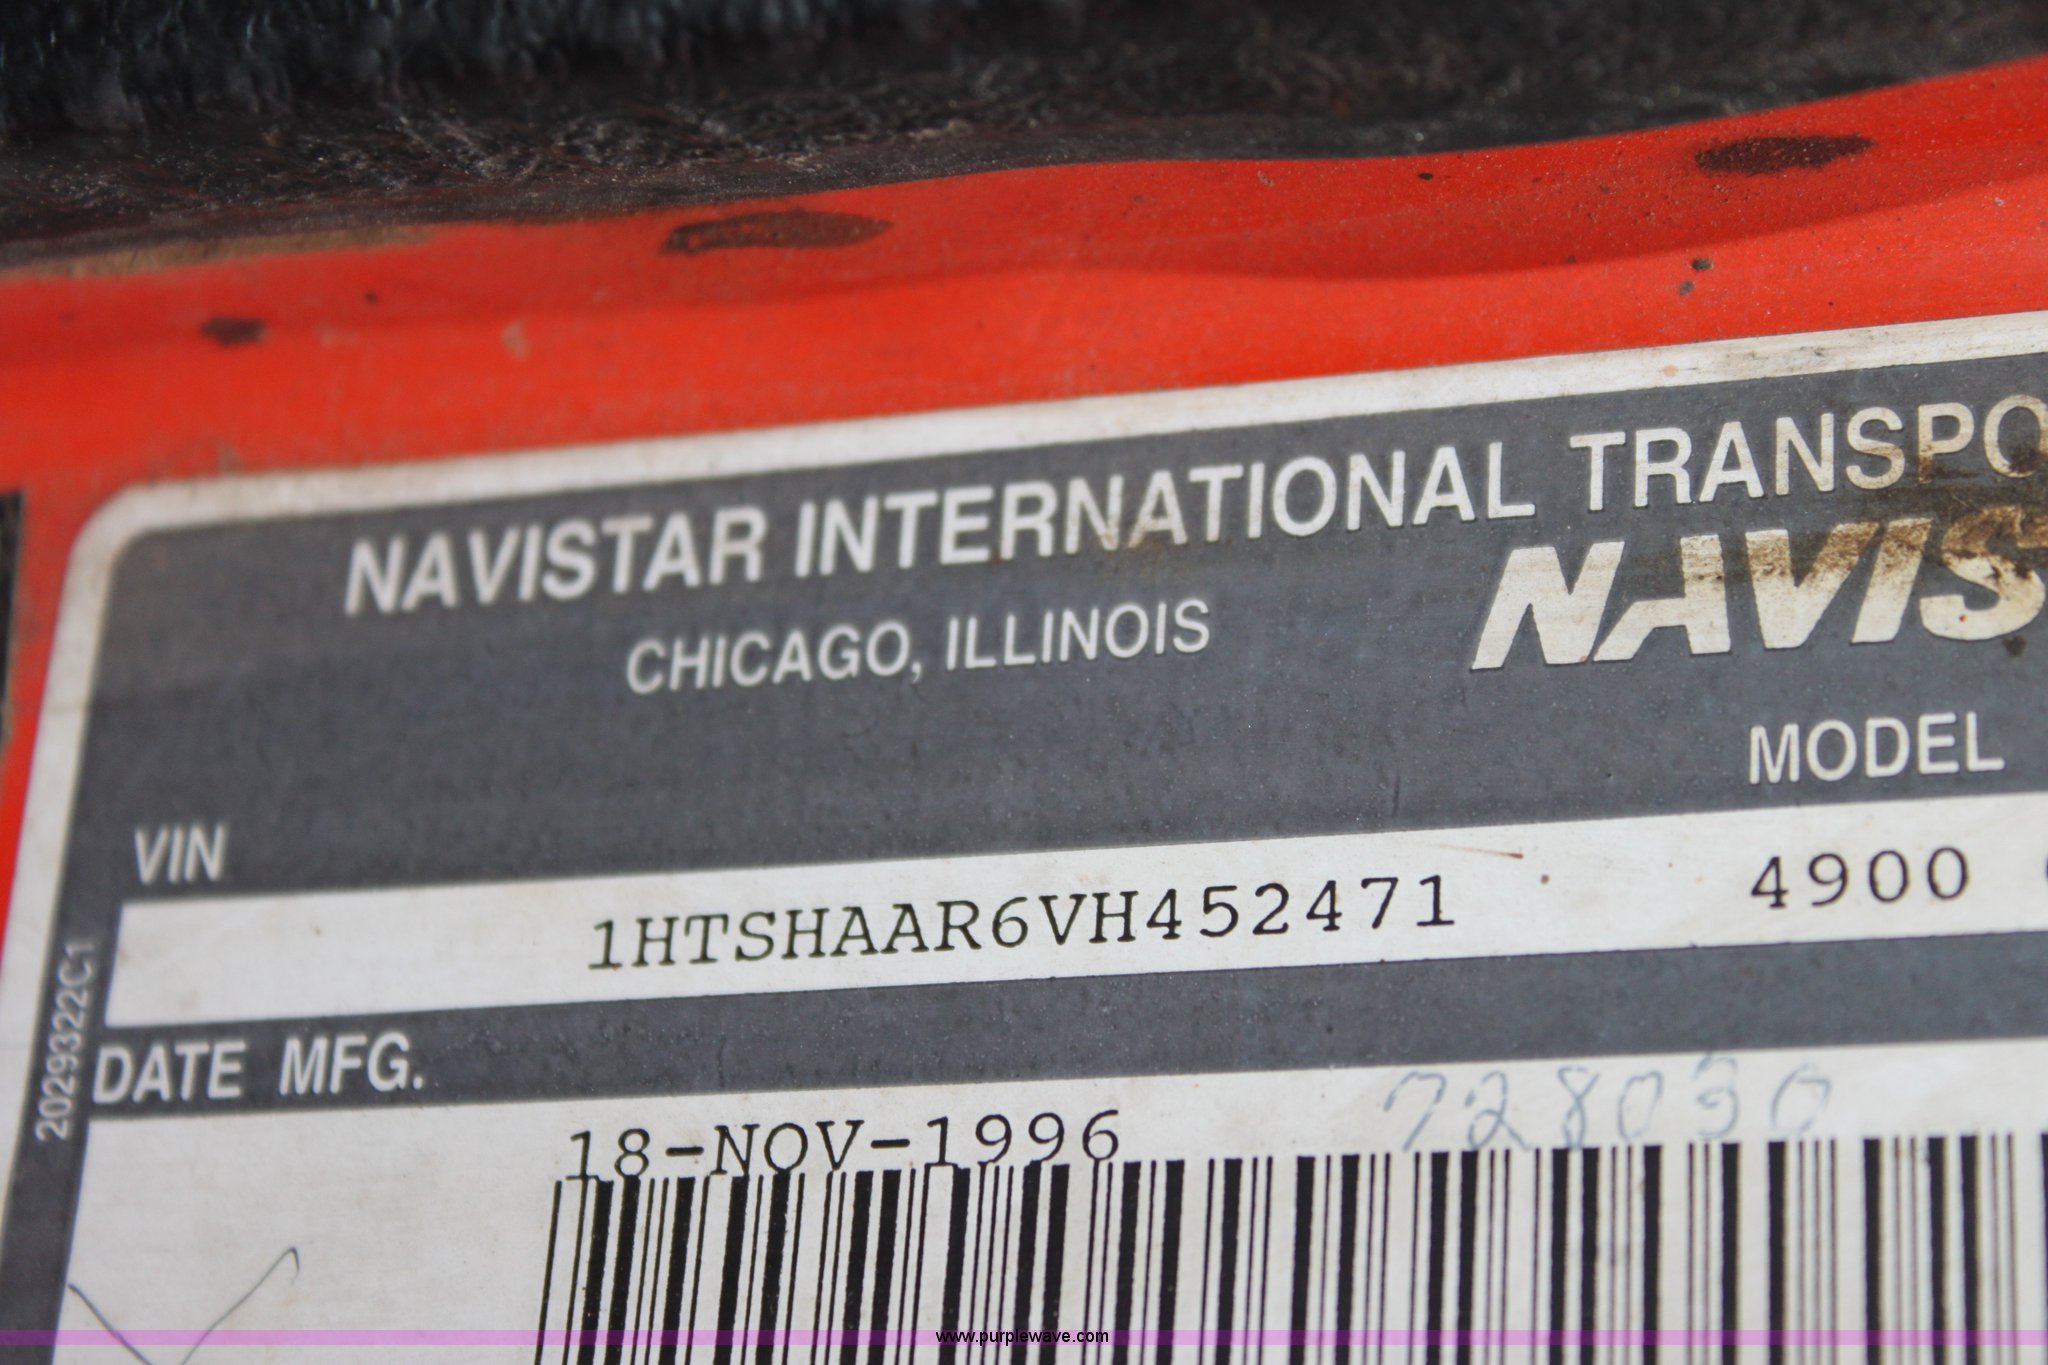 NAVISTAR INTERNATIONAL TRANSPO
NAVIS
CHICAGO, ILLINOIS
MODEL
VIN
1HTSHAAR6VH452471 4900
2029322C1
DATE MFG.
728030
18-NOV-1996
www.purplewave.com